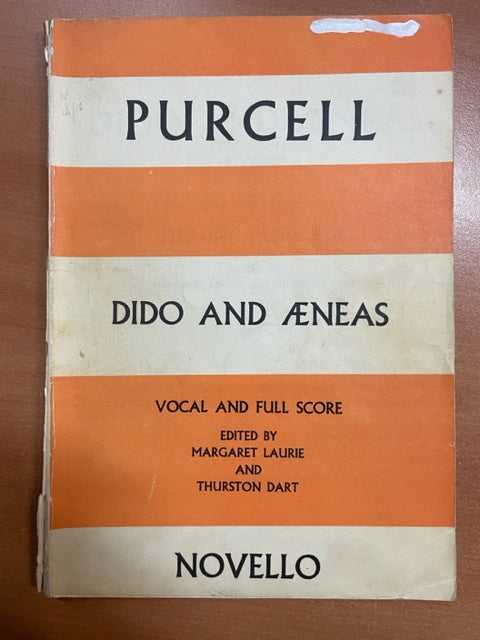 PURCELL
DIDO AND ÆNEAS
VOCAL AND FULL SCORE
EDITED BY
MARGARET LAURIE
AND
THURSTON DART
NOVELLO